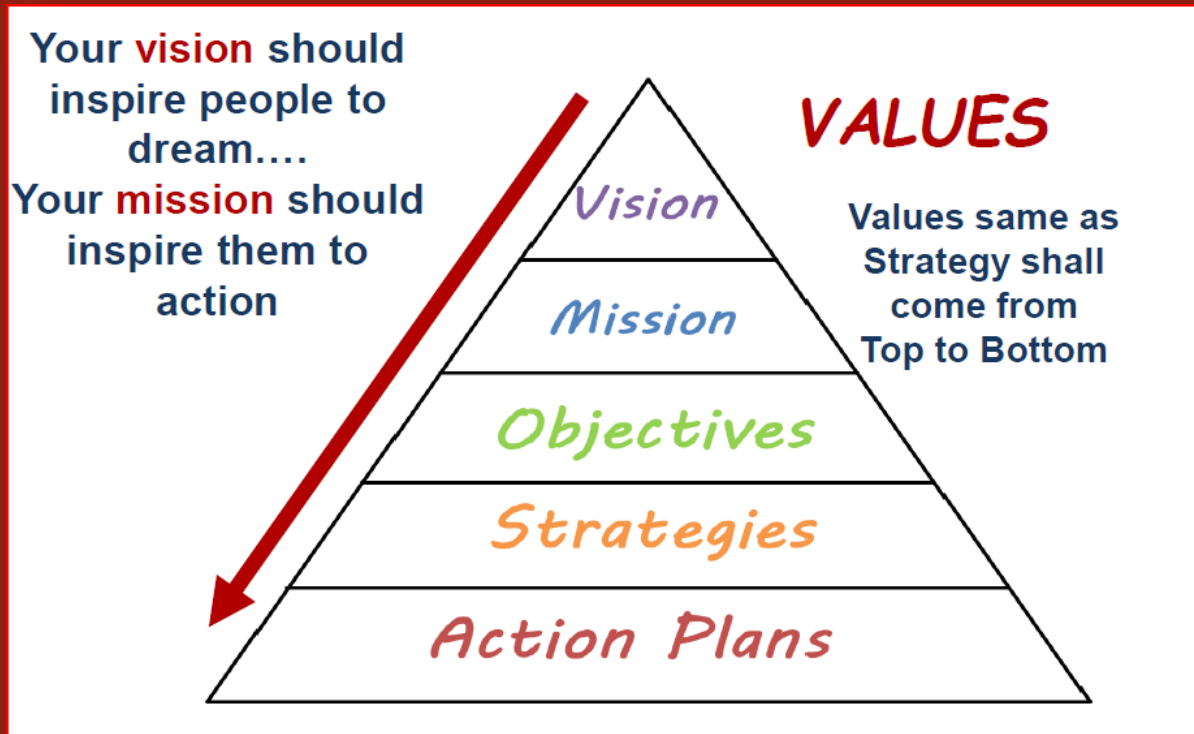 Your vision should
inspire people to
dream....
Your mission should
inspire them to
action
VALUES
Values same as
Strategy shall
come from
Top to Bottom
Vision
Mission
Objectives
Strategies
Action Plans